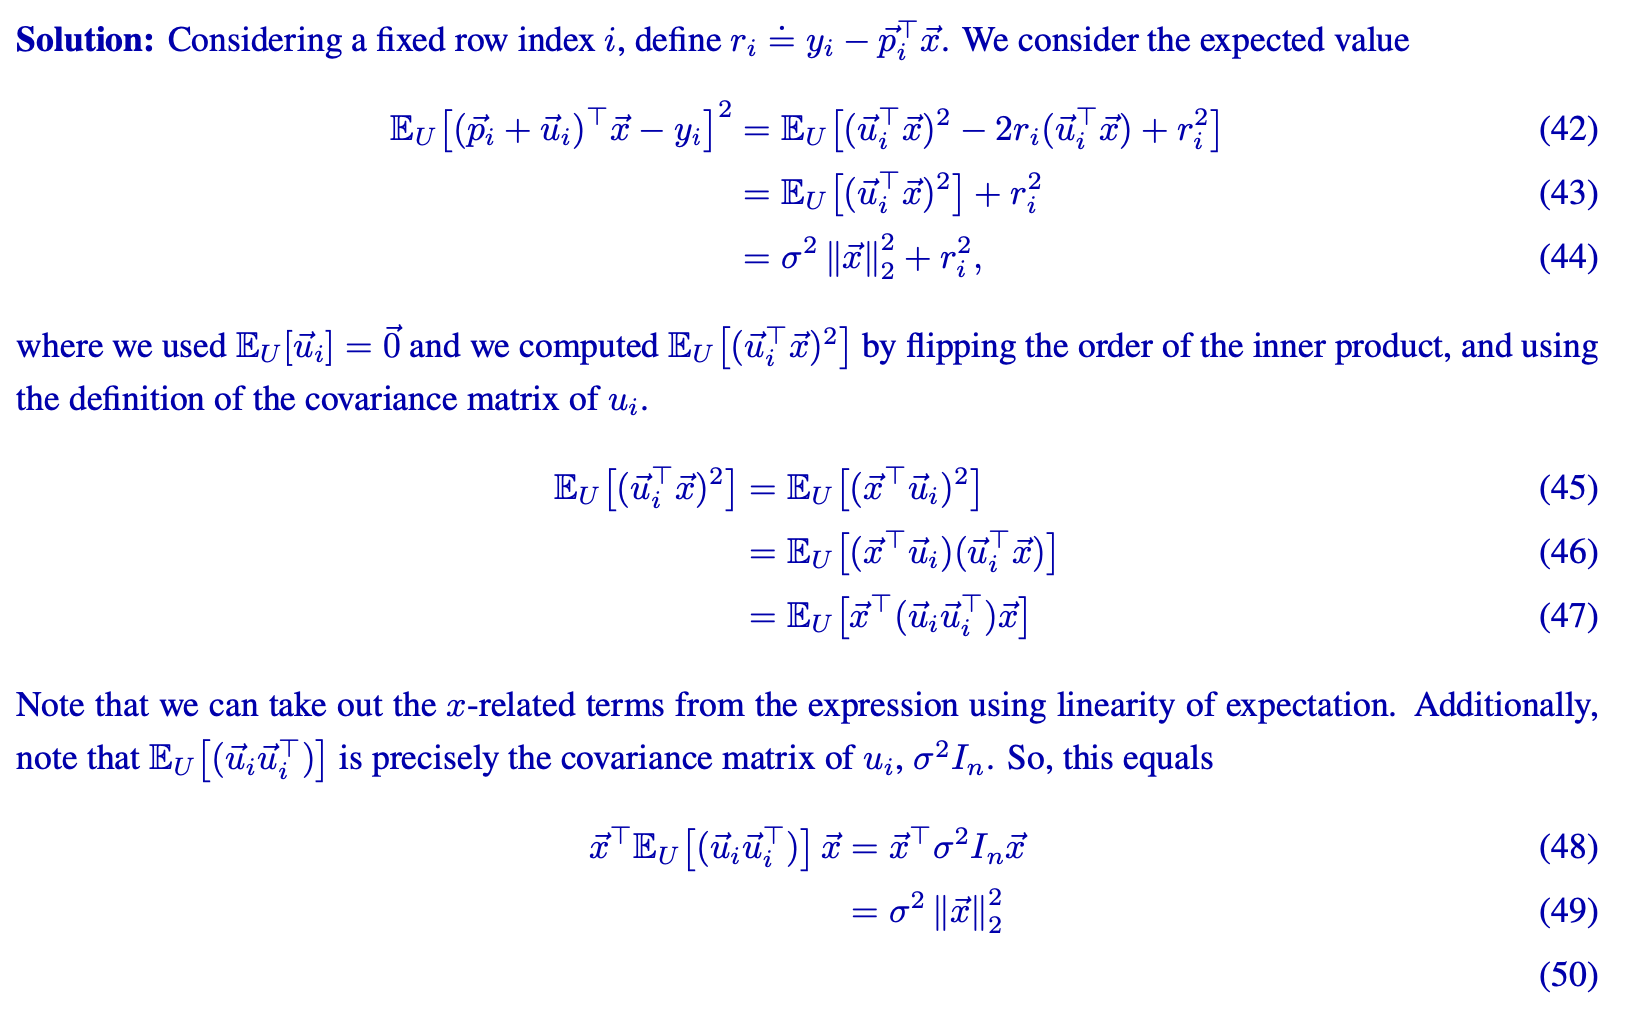 Solution: Considering a fixed row index $i$, define $r_i \doteq y_i - \vec{p}_i^\top \vec{x}$. We consider the expected value
$\mathbb{E}_U\left[(\vec{p}_i + \vec{u}_i)^\top \vec{x} - y_i\right]^2 = \mathbb{E}_U\left[(\vec{u}_i^\top \vec{x})^2 - 2r_i(\vec{u}_i^\top \vec{x}) + r_i^2\right]$ (42)
$= \mathbb{E}_U\left[(\vec{u}_i^\top \vec{x})^2\right] + r_i^2$ (43)
$= \sigma^2 \|\vec{x}\|_2^2 + r_i^2,$ (44)
where we used $\mathbb{E}_U[\vec{u}_i] = \vec{0}$ and we computed $\mathbb{E}_U\left[(\vec{u}_i^\top \vec{x})^2\right]$ by flipping the order of the inner product, and using
the definition of the covariance matrix of $u_i$.
$\mathbb{E}_U\left[(\vec{u}_i^\top \vec{x})^2\right] = \mathbb{E}_U\left[(\vec{x}^\top \vec{u}_i)^2\right]$ (45)
$= \mathbb{E}_U\left[(\vec{x}^\top \vec{u}_i)(\vec{u}_i^\top \vec{x})\right]$ (46)
$= \mathbb{E}_U\left[\vec{x}^\top (\vec{u}_i \vec{u}_i^\top) \vec{x}\right]$ (47)
Note that we can take out the $x$-related terms from the expression using linearity of expectation. Additionally,
note that $\mathbb{E}_U\left[(\vec{u}_i \vec{u}_i^\top)\right]$ is precisely the covariance matrix of $u_i$, $\sigma^2 I_n$. So, this equals
$\vec{x}^\top \mathbb{E}_U\left[(\vec{u}_i \vec{u}_i^\top)\right] \vec{x} = \vec{x}^\top \sigma^2 I_n \vec{x}$ (48)
$= \sigma^2 \|\vec{x}\|_2^2$ (49)
(50)